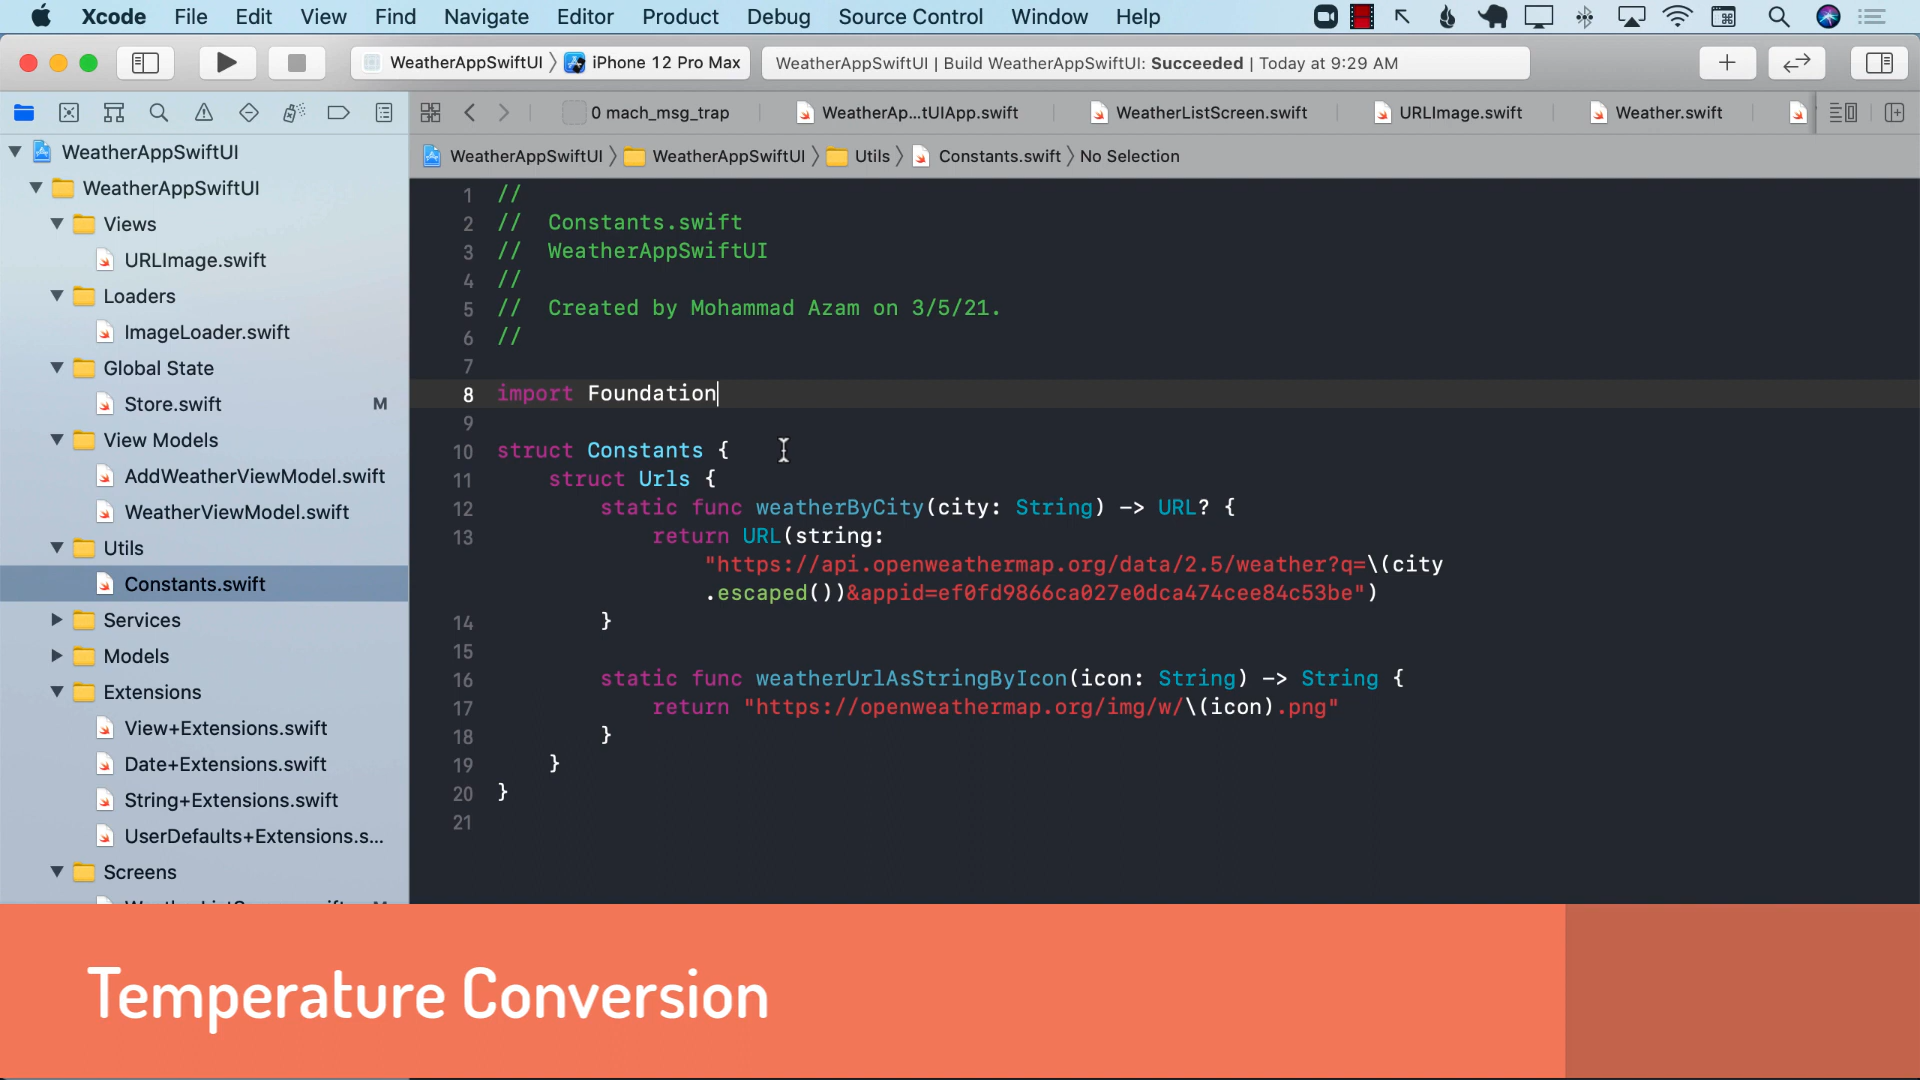 Xcode File Edit View Find Navigate Editor Product Debug Source Control Window Help
WeatherAppSwiftUI 〉 iPhone 12 Pro Max WeatherAppSwiftUI | Build WeatherAppSwiftUI: Succeeded | Today at 9:29 AM
0 mach_msg_trap WeatherAp...tUIApp.swift WeatherListScreen.swift URLImage.swift Weather.swift
WeatherAppSwiftUI 〉 WeatherAppSwiftUI 〉 Utils 〉 Constants.swift 〉 No Selection
WeatherAppSwiftUI
WeatherAppSwiftUI
Views
URLImage.swift
Loaders
ImageLoader.swift
Global State
Store.swift M
View Models
AddWeatherViewModel.swift
WeatherViewModel.swift
Utils
Constants.swift
Services
Models
Extensions
View+Extensions.swift
Date+Extensions.swift
String+Extensions.swift
UserDefaults+Extensions.s...
Screens
1 //
2 // Constants.swift
3 // WeatherAppSwiftUI
4 //
5 // Created by Mohammad Azam on 3/5/21.
6 //
7
8 import Foundation
9
10 struct Constants {
11 struct Urls {
12 static func weatherByCity(city: String) -> URL? {
13 return URL(string:
"https://api.openweathermap.org/data/2.5/weather?q=\(city
.escaped())&appid=ef0fd9866ca027e0dca474cee84c53be")
14 }
15
16 static func weatherUrlAsStringByIcon(icon: String) -> String {
17 return "https://openweathermap.org/img/w/\(icon).png"
18 }
19 }
20 }
21
Temperature Conversion